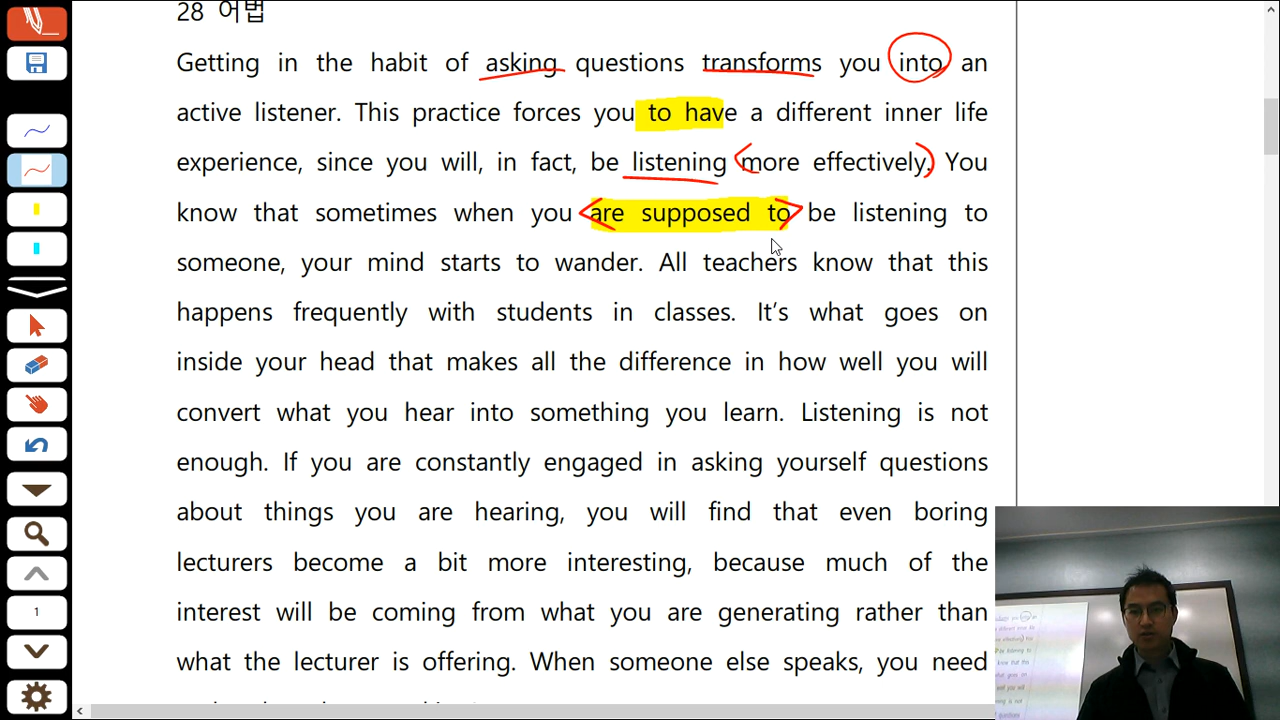 28 어법
Getting in the habit of asking questions transforms you into an
active listener. This practice forces you to have a different inner life
experience, since you will, in fact, be listening more effectively. You
know that sometimes when you are supposed to be listening to
someone, your mind starts to wander. All teachers know that this
happens frequently with students in classes. It’s what goes on
inside your head that makes all the difference in how well you will
convert what you hear into something you learn. Listening is not
enough. If you are constantly engaged in asking yourself questions
about things you are hearing, you will find that even boring
lecturers become a bit more interesting, because much of the
interest will be coming from what you are generating rather than
what the lecturer is offering. When someone else speaks, you need
1